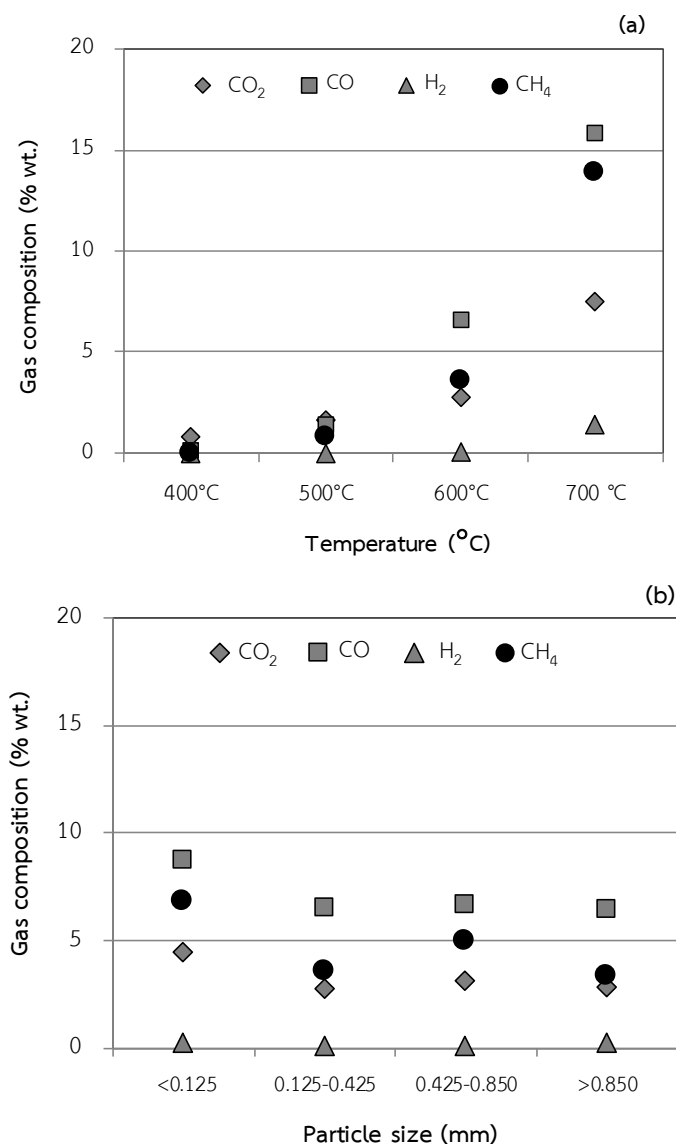 (a)
20
CO₂ CO H₂ CH₄
15
10
5
0
Gas composition (% wt.)
400°C 500°C 600°C 700 °C
Temperature (°C)
(b)
20
CO₂ CO H₂ CH₄
15
10
5
0
Gas composition (% wt.)
<0.125 0.125-0.425 0.425-0.850 >0.850
Particle size (mm)